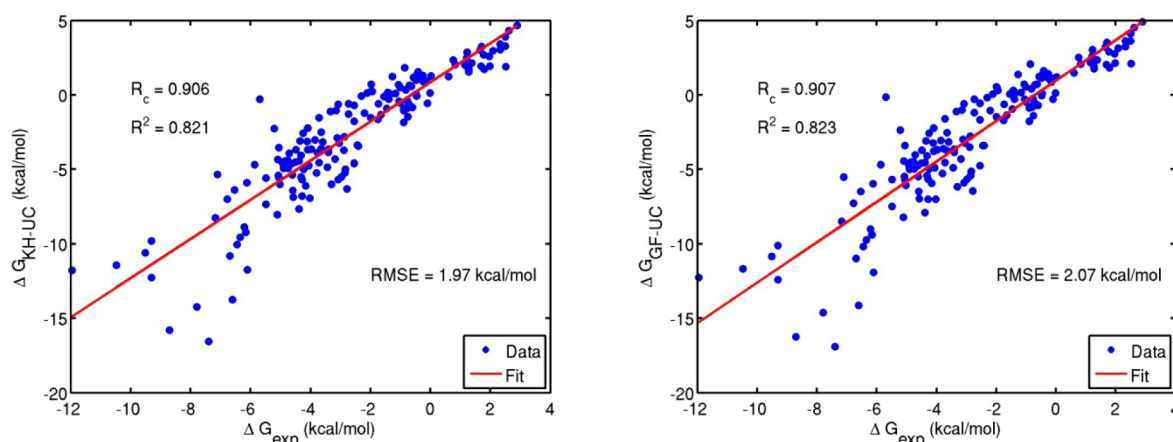 5
0
-5
-10
-15
-20
-12
-10
-8
-6
-4
-2
0
2
4
Δ G_KH-UC (kcal/mol)
Δ G_exp (kcal/mol)
R_c = 0.906
R² = 0.821
RMSE = 1.97 kcal/mol
Data
Fit
5
0
-5
-10
-15
-20
-12
-10
-8
-6
-4
-2
0
2
4
Δ G_GF-UC (kcal/mol)
Δ G_exp (kcal/mol)
R_c = 0.907
R² = 0.823
RMSE = 2.07 kcal/mol
Data
Fit